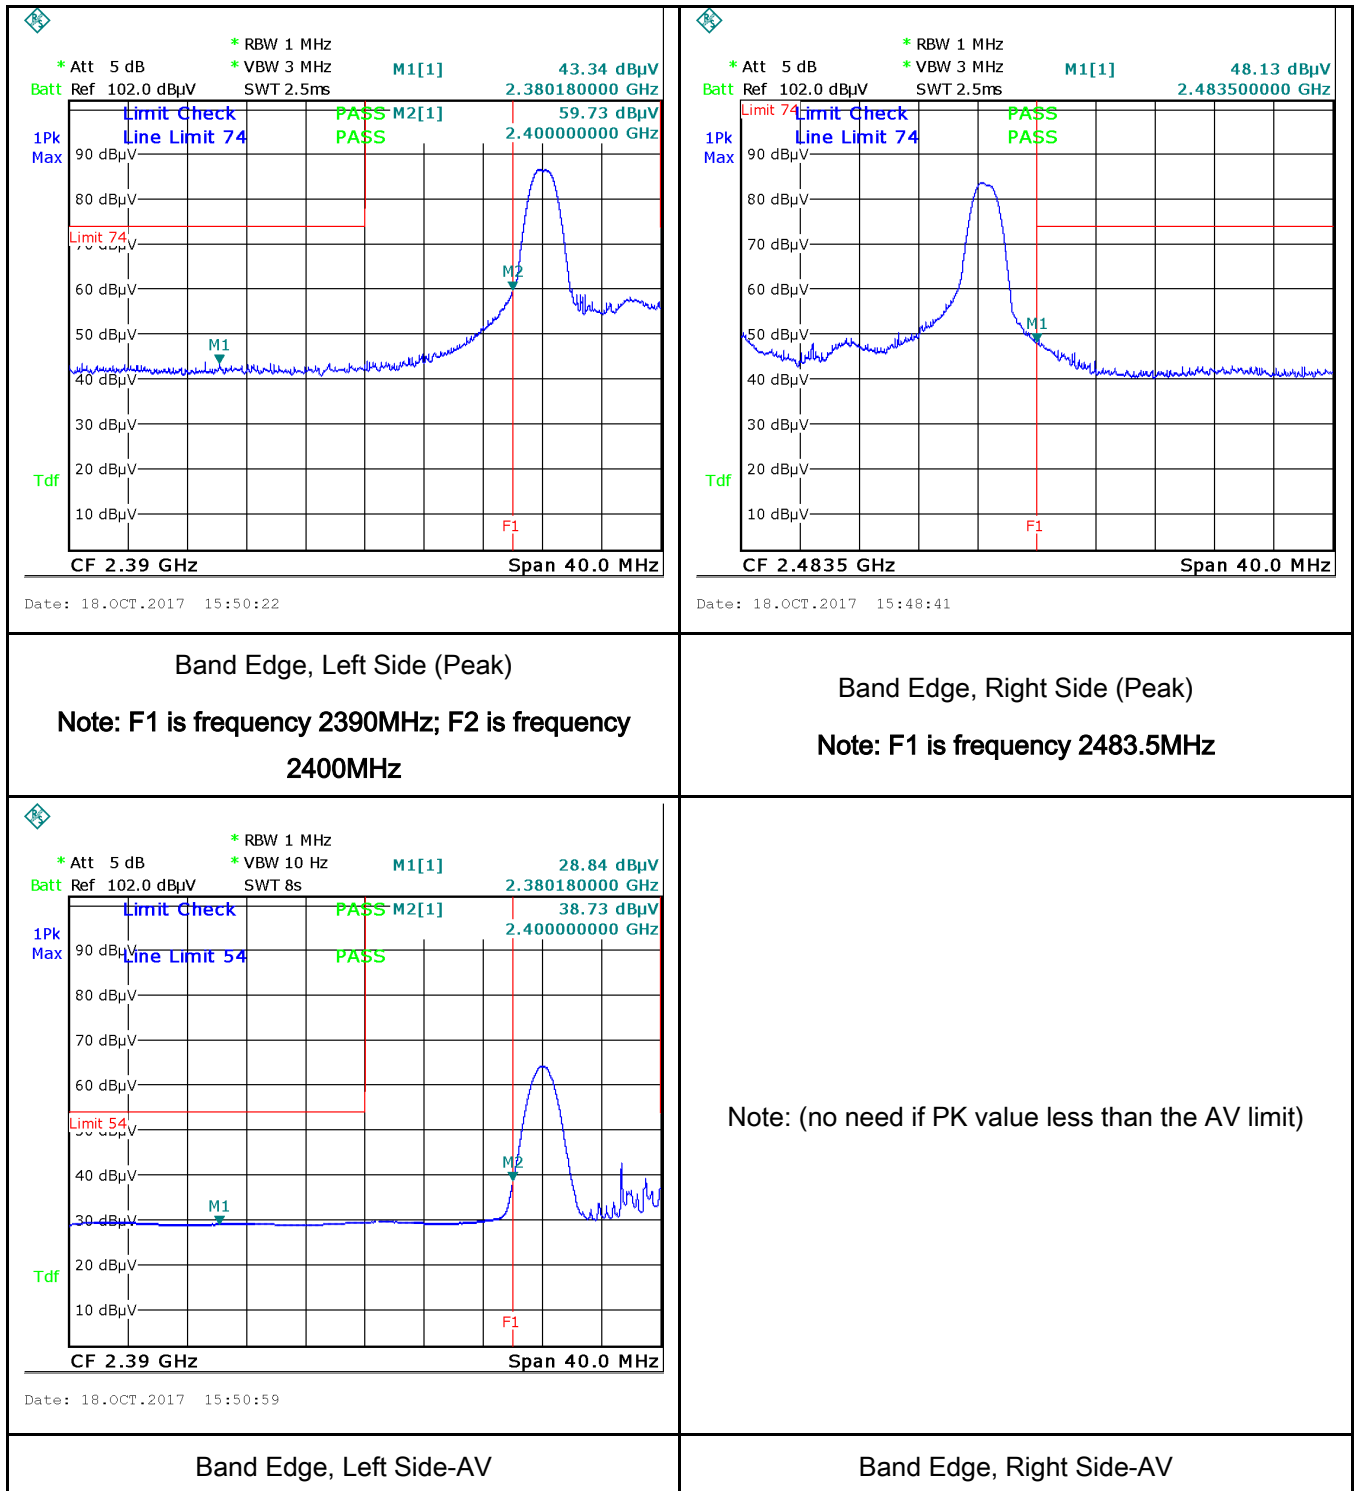 * RBW 1 MHz
* Att 5 dB * VBW 3 MHz M1[1] 43.34 dBµV
Batt Ref 102.0 dBµV SWT 2.5ms 2.380180000 GHz
Limit Check PASS M2[1] 59.73 dBµV
Line Limit 74 PASS 2.400000000 GHz
1Pk
Max
90 dBµV
80 dBµV
Limit 74
70 dBµV
M2
60 dBµV
50 dBµV
M1
40 dBµV
30 dBµV
20 dBµV
Tdf
10 dBµV
F1
CF 2.39 GHz Span 40.0 MHz
Date: 18.OCT.2017 15:50:22
* RBW 1 MHz
* Att 5 dB * VBW 3 MHz M1[1] 48.13 dBµV
Batt Ref 102.0 dBµV SWT 2.5ms 2.483500000 GHz
Limit 74 Limit Check PASS
Line Limit 74 PASS
1Pk
Max
90 dBµV
80 dBµV
70 dBµV
60 dBµV
50 dBµV
M1
40 dBµV
30 dBµV
20 dBµV
Tdf
10 dBµV
F1
CF 2.4835 GHz Span 40.0 MHz
Date: 18.OCT.2017 15:48:41
Band Edge, Left Side (Peak)
Note: F1 is frequency 2390MHz; F2 is frequency
2400MHz
Band Edge, Right Side (Peak)
Note: F1 is frequency 2483.5MHz
* RBW 1 MHz
* Att 5 dB * VBW 10 Hz M1[1] 28.84 dBµV
Batt Ref 102.0 dBµV SWT 8s 2.380180000 GHz
Limit Check PASS M2[1] 38.73 dBµV
2.400000000 GHz
1Pk
Max
90 dBµV
Line Limit 54 PASS
80 dBµV
70 dBµV
60 dBµV
Limit 54
50 dBµV
M2
40 dBµV
M1
30 dBµV
20 dBµV
Tdf
10 dBµV
F1
CF 2.39 GHz Span 40.0 MHz
Date: 18.OCT.2017 15:50:59
Note: (no need if PK value less than the AV limit)
Band Edge, Left Side-AV
Band Edge, Right Side-AV